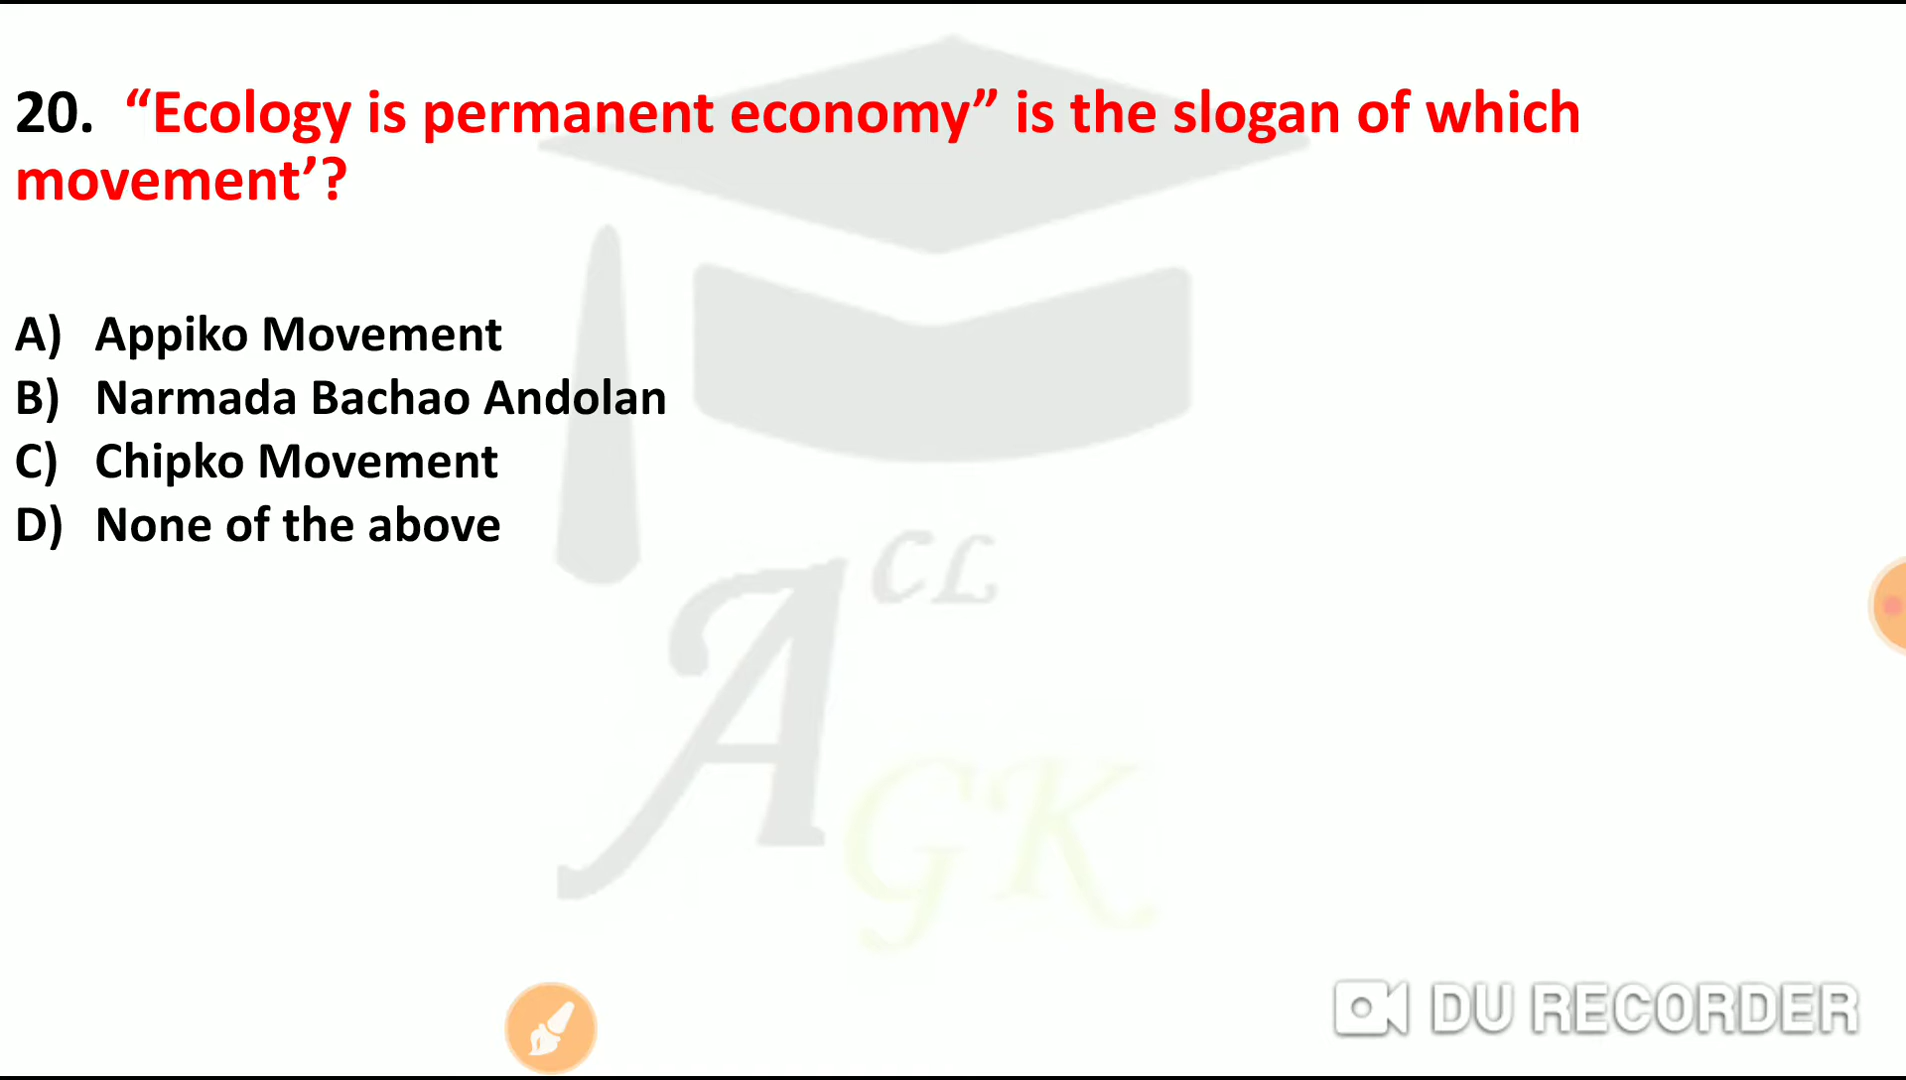 20. “Ecology is permanent economy” is the slogan of which
movement’?
A) Appiko Movement
B) Narmada Bachao Andolan
C) Chipko Movement
D) None of the above
CL
A
GK
DU RECORDER